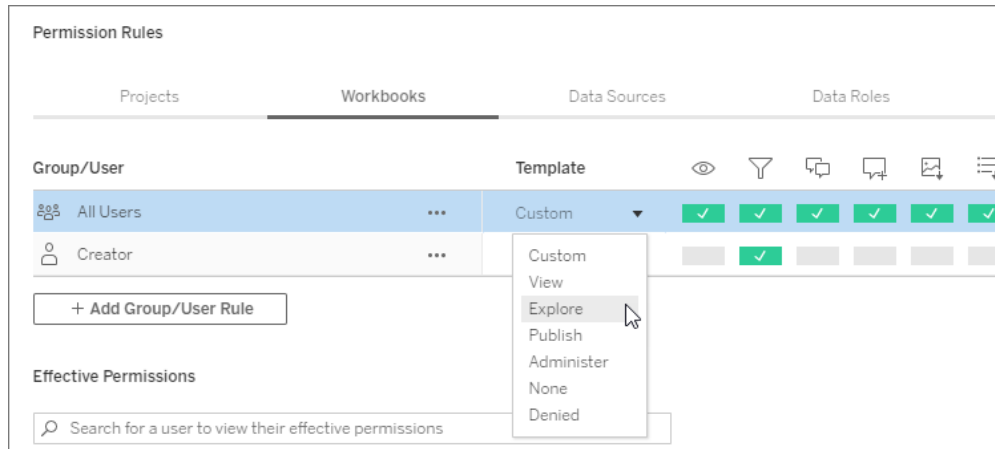 Permission Rules
Projects Workbooks Data Sources Data Roles
Group/User Template
All Users ••• Custom
Creator •••
Custom
View
Explore
Publish
Administer
None
Denied
+ Add Group/User Rule
Effective Permissions
Search for a user to view their effective permissions